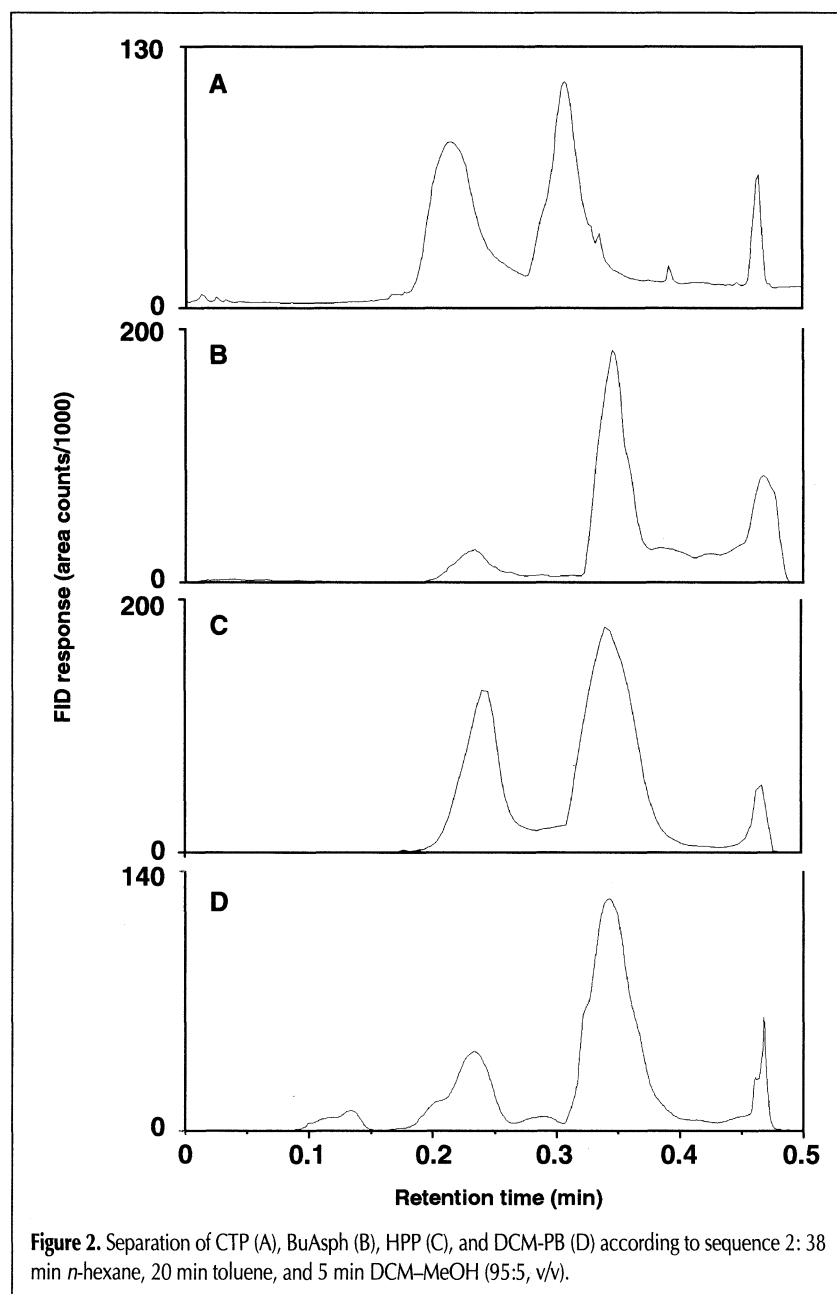 130
A
0
200
B
0
FID response (area counts/1000)
200
C
0
140
D
0
0 0.1 0.2 0.3 0.4 0.5
Retention time (min)
Figure 2. Separation of CTP (A), BuAsph (B), HPP (C), and DCM-PB (D) according to sequence 2: 38
min n-hexane, 20 min toluene, and 5 min DCM–MeOH (95:5, v/v).